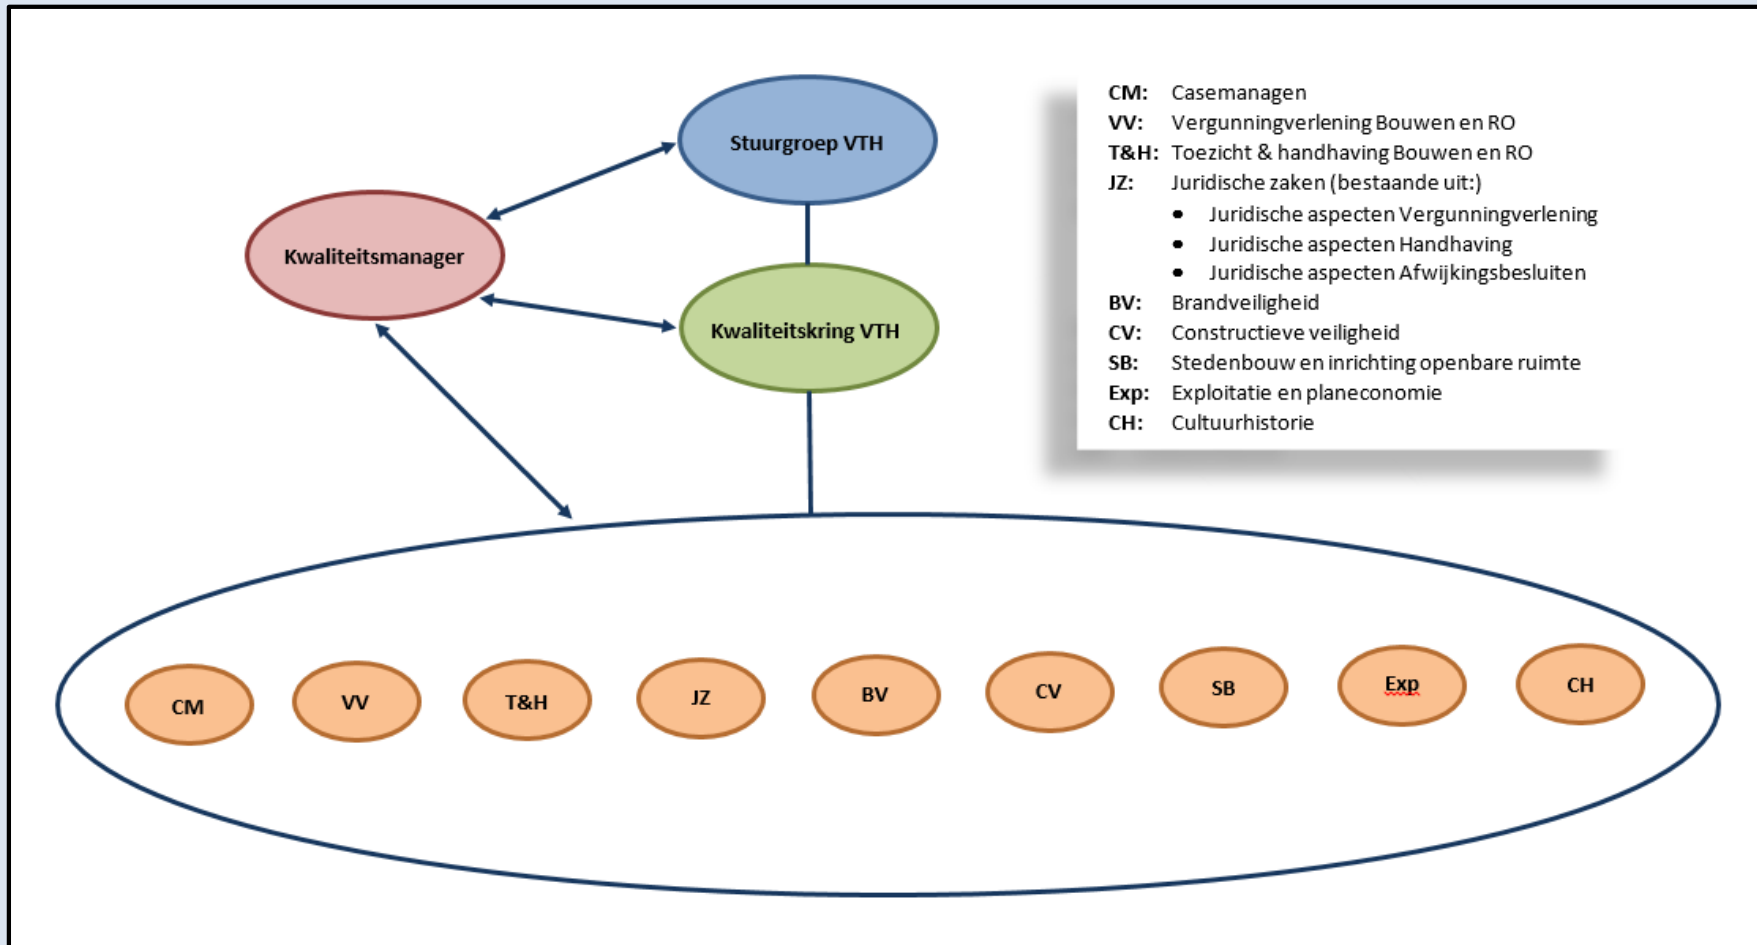 Stuurgroep VTH
Kwaliteitsmanager
Kwaliteitskring VTH
CM: Casemanagen
VV: Vergunningverlening Bouwen en RO
T&H: Toezicht & handhaving Bouwen en RO
JZ: Juridische zaken (bestaande uit:)
• Juridische aspecten Vergunningverlening
• Juridische aspecten Handhaving
• Juridische aspecten Afwijkingsbesluiten
BV: Brandveiligheid
CV: Constructieve veiligheid
SB: Stedenbouw en inrichting openbare ruimte
Exp: Exploitatie en planeconomie
CH: Cultuurhistorie
CM VV T&H JZ BV CV SB Exp CH